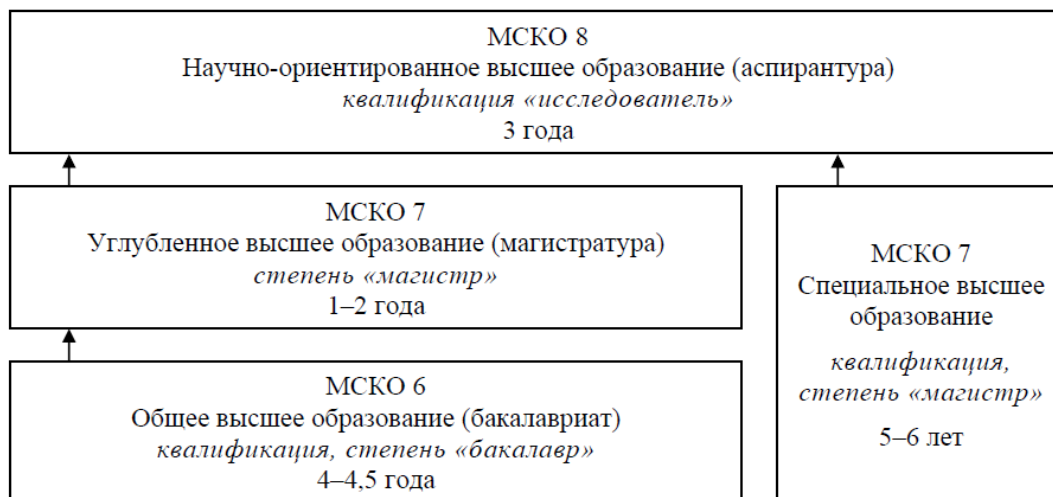 МСКО 8
Научно-ориентированное высшее образование (аспирантура)
квалификация «исследователь»
3 года
МСКО 7
Углубленное высшее образование (магистратура)
степень «магистр»
1–2 года
МСКО 6
Общее высшее образование (бакалавриат)
квалификация, степень «бакалавр»
4–4,5 года
МСКО 7
Специальное высшее
образование
квалификация,
степень «магистр»
5–6 лет